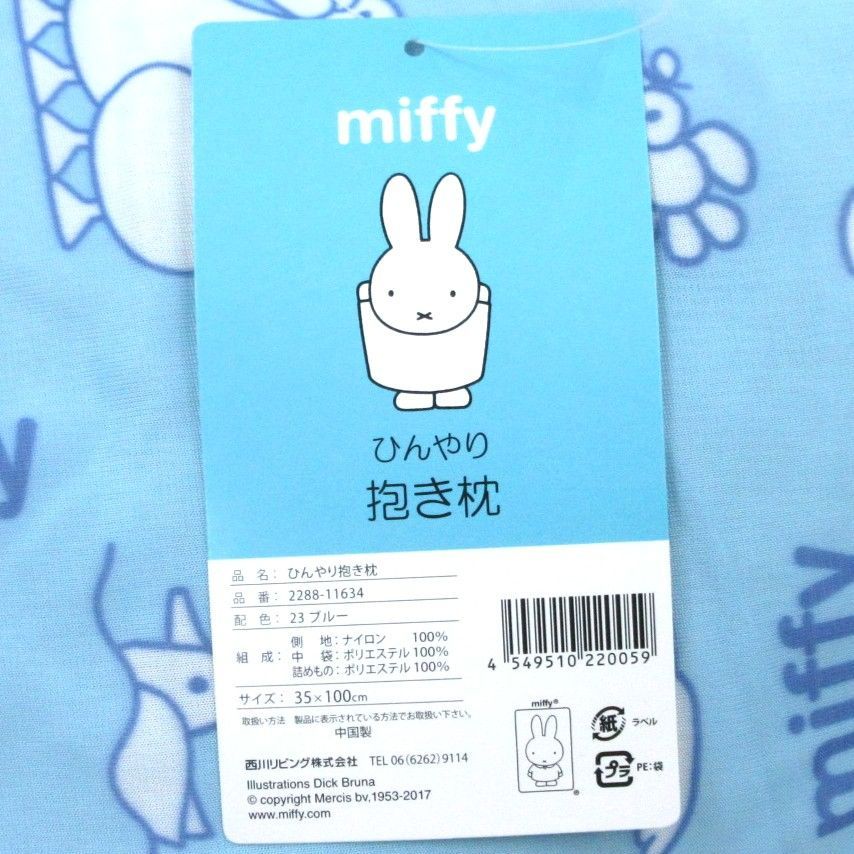 miffy
ひんやり
抱き枕
品 名： ひんやり抱き枕
品 番： 2288-11634
配 色： 23 ブルー
組 成： 側 地：ナイロン 100%
中 袋：ポリエステル 100%
詰めもの：ポリエステル 100%
サイズ： 35×100cm
取扱い方法 製品に表示されている方法でお取扱い下さい。
中国製
西川リビング株式会社 TEL 06(6262)9114
Illustrations Dick Bruna
© copyright Mercis bv,1953-2017
www.miffy.com
4 549510 220059
miffy®
®
紙 ラベル
プラ PE:袋
y
miffy